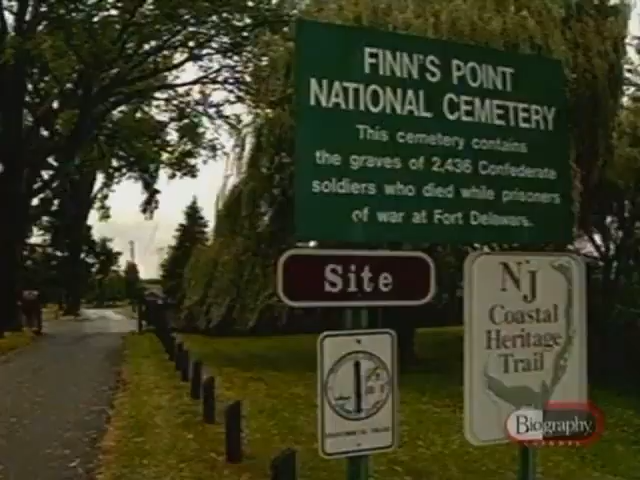 FINN'S POINT
NATIONAL CEMETERY
This cemetery contains
the graves of 2,436 Confederate
soldiers who died while prisoners
of war at Fort Delaware.
Site
NJ
Coastal
Heritage
Trail
Biography
CHANNEL